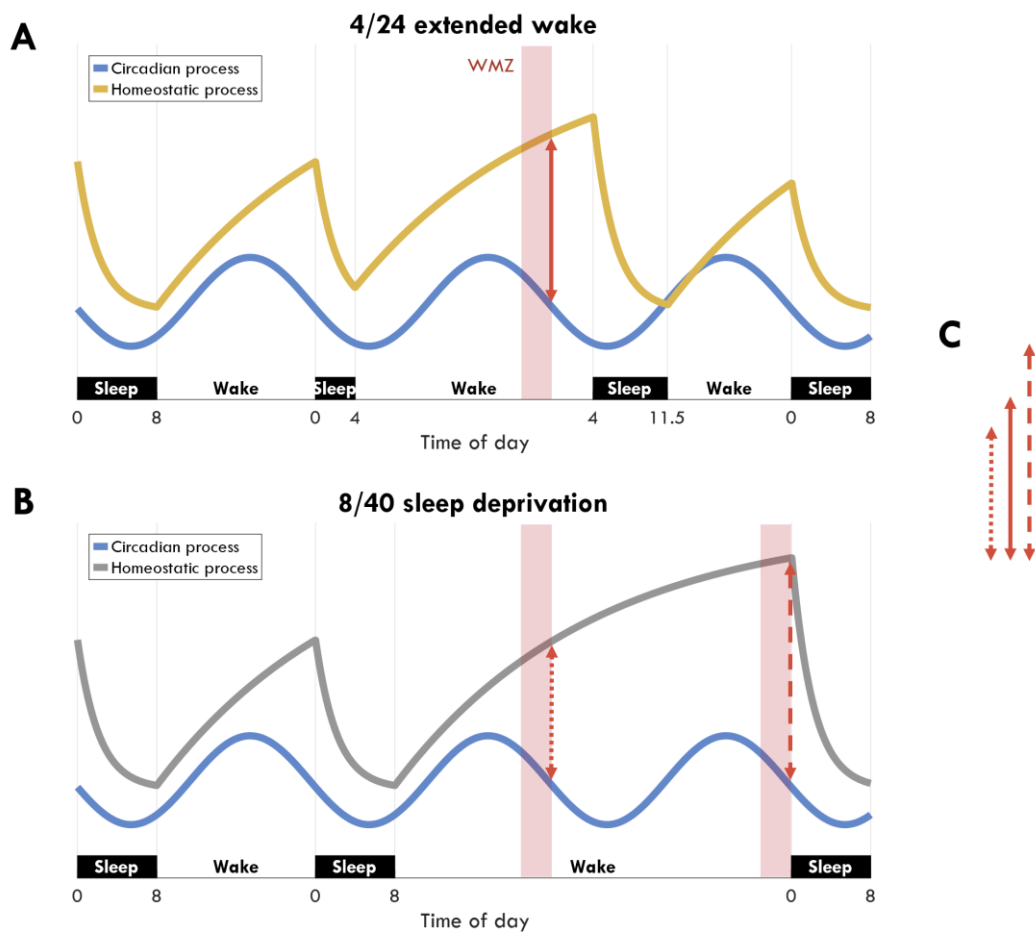 A
4/24 extended wake
WMZ
Circadian process
Homeostatic process
Sleep Wake Sleep Wake Sleep Wake Sleep
0 8 0 4 4 11.5 0 8
Time of day
C
B
8/40 sleep deprivation
Circadian process
Homeostatic process
Sleep Wake Sleep Wake Sleep
0 8 0 8 0 8
Time of day